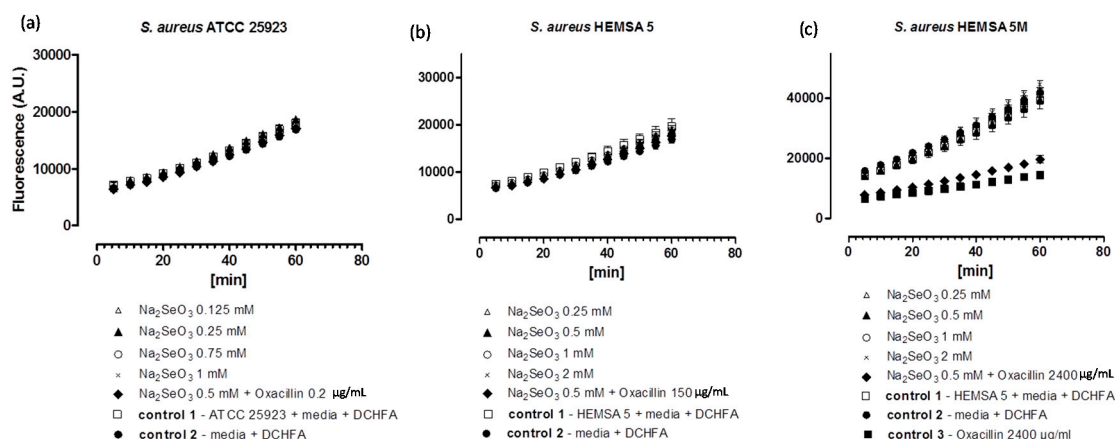 (a)
S. aureus ATCC 25923
Fluorescence (A.U.)
30000
20000
10000
0
0 20 40 60 80
[min]
△ Na₂SeO₃ 0.125 mM
▲ Na₂SeO₃ 0.25 mM
○ Na₂SeO₃ 0.75 mM
× Na₂SeO₃ 1 mM
◆ Na₂SeO₃ 0.5 mM + Oxacillin 0.2 µg/mL
□ control 1 - ATCC 25923 + media + DCHFA
● control 2 - media + DCHFA
(b)
S. aureus HEMSA 5
30000
20000
10000
0
0 20 40 60 80
[min]
△ Na₂SeO₃ 0.25 mM
▲ Na₂SeO₃ 0.5 mM
○ Na₂SeO₃ 1 mM
× Na₂SeO₃ 2 mM
◆ Na₂SeO₃ 0.5 mM + Oxacillin 150 µg/mL
□ control 1 - HEMSA 5 + media + DCHFA
● control 2 - media + DCHFA
(c)
S. aureus HEMSA 5M
40000
20000
0
0 20 40 60 80
[min]
△ Na₂SeO₃ 0.25 mM
▲ Na₂SeO₃ 0.5 mM
○ Na₂SeO₃ 1 mM
× Na₂SeO₃ 2 mM
◆ Na₂SeO₃ 0.5 mM + Oxacillin 2400 µg/mL
□ control 1 - HEMSA 5 + media + DCHFA
● control 2 - media + DCHFA
■ control 3 - Oxacillin 2400 µg/ml